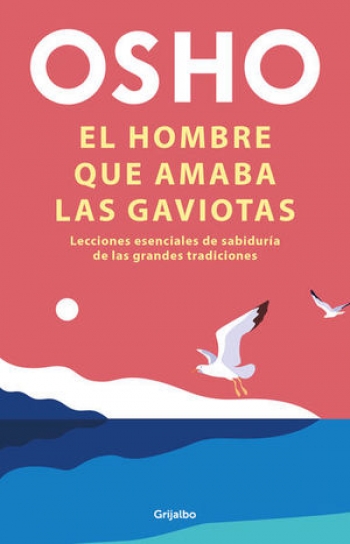 OSHO
EL HOMBRE
QUE AMABA
LAS GAVIOTAS
Lecciones esenciales de sabiduría
de las grandes tradiciones
Grijalbo